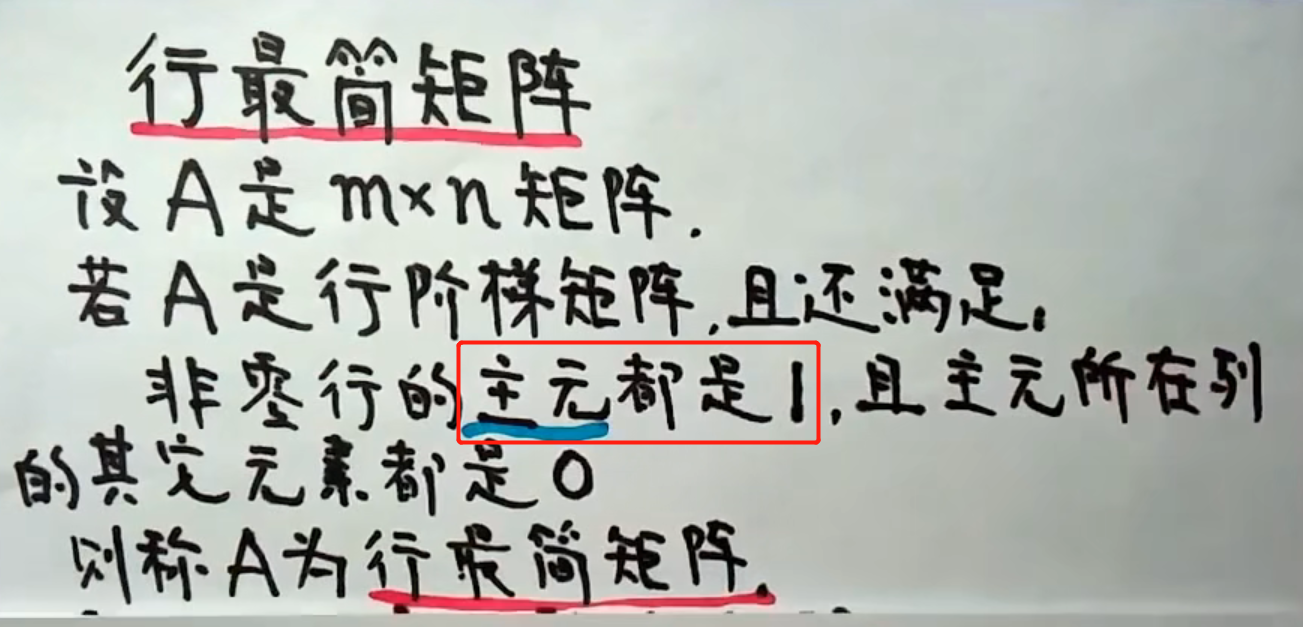 行最简矩阵
设A是m×n矩阵.
若A是行阶梯矩阵,且还满足:
非零行的主元都是1,且主元所在列
的其它元素都是0
则称A为行最简矩阵.